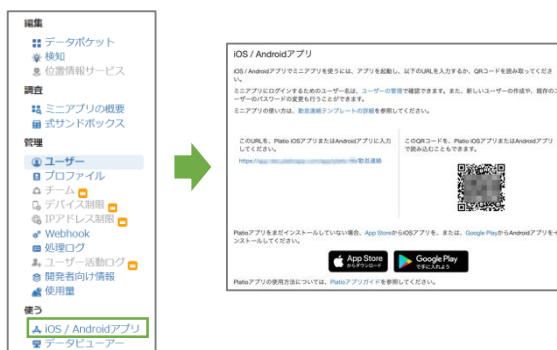 編集
データポケット
検知
位置情報サービス
調査
ミニアプリの概要
式サンドボックス
管理
ユーザー
プロファイル
チーム
デバイス制限
IPアドレス制限
Webhook
処理ログ
ユーザー活動ログ
開発者向け情報
使用量
使う
iOS / Androidアプリ
データビューアー
iOS / Androidアプリ
iOS / Androidアプリでミニアプリを使うには、アプリを起動し、以下のURLを入力するか、QRコードを読み取ってくださ
い。
ミニアプリにログインするためのユーザー名は、ユーザーの管理で確認できます。また、新しいユーザーの作成や、既存のユ
ーザーのパスワードの変更も行うことができます。
ミニアプリの使い方は、勤怠連絡テンプレートの詳細を参照してください。
このURLを、Platio iOSアプリまたはAndroidアプリに入力
してください。
https://
勤怠連絡
このQRコードを、Platio iOSアプリまたはAndroidアプリ
で読み込むこともできます。
Platioアプリをまだインストールしていない場合、App StoreからiOSアプリを、または、Google PlayからAndroidアプリをイ
ンストールしてください。
App Store
からダウンロード
Google Play
で手に入れよう
Platioアプリの使用方法については、Platioアプリガイドを参照してください。